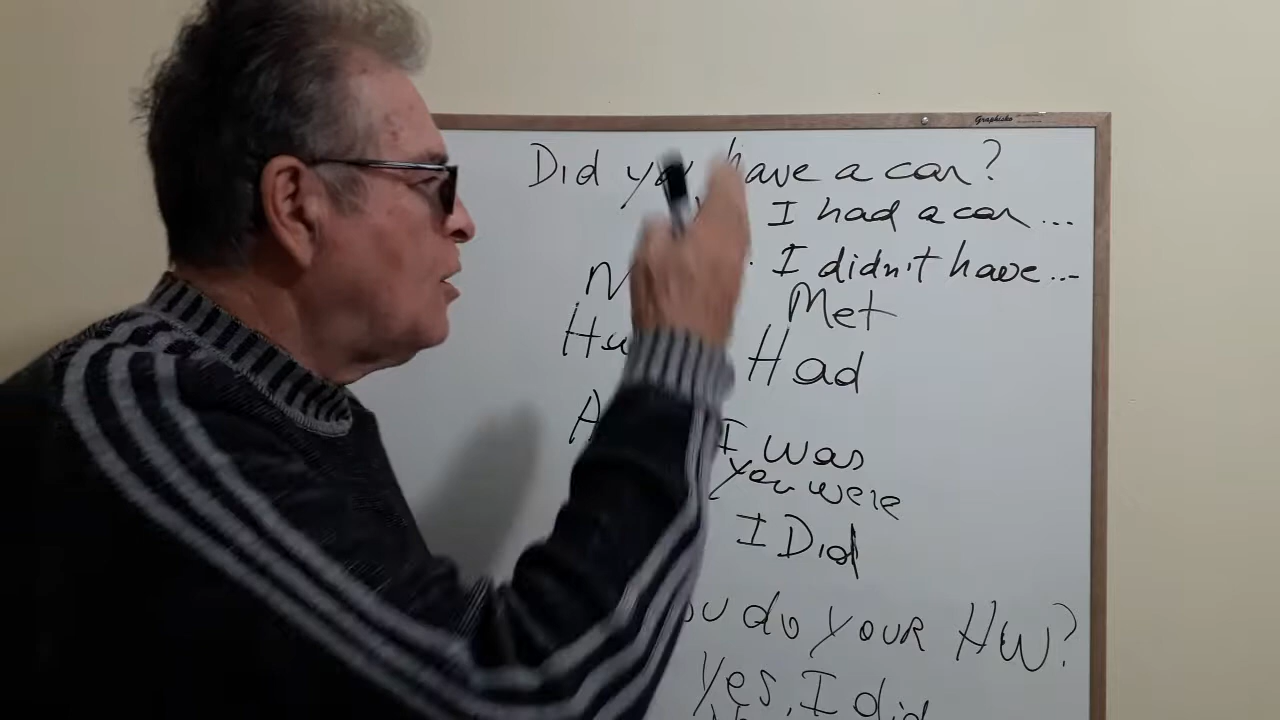 Graphisko
Did you have a car?
I had a car ...
I didn't have ...
Met
Had
I was
you were
I Did
do your HW?
Yes, I did